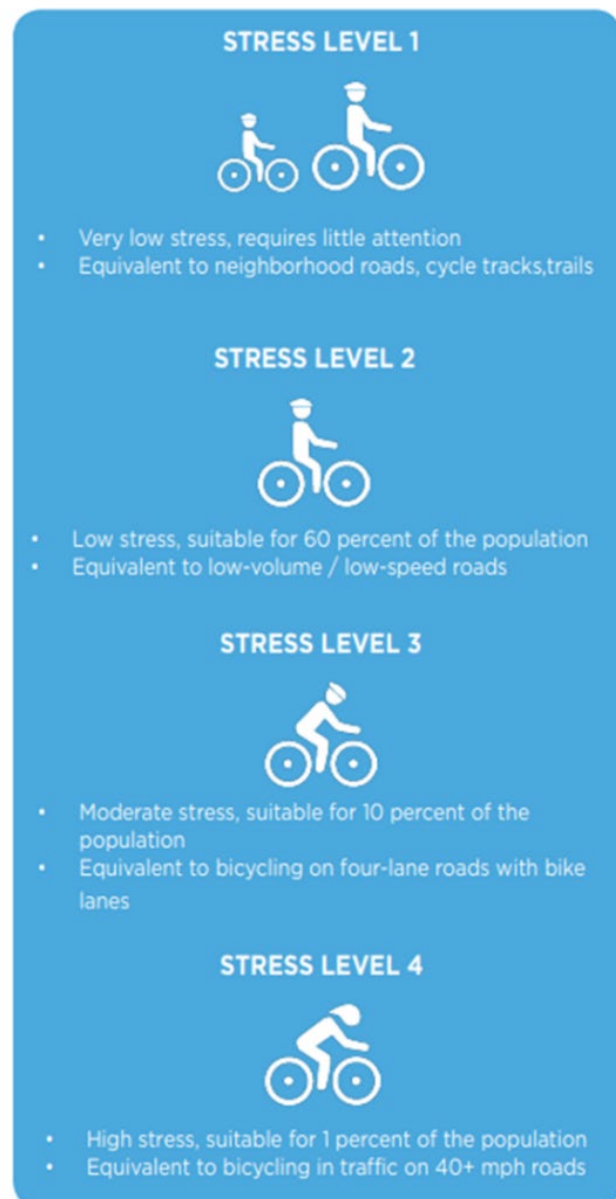 STRESS LEVEL 1
• Very low stress, requires little attention
• Equivalent to neighborhood roads, cycle tracks,trails
STRESS LEVEL 2
• Low stress, suitable for 60 percent of the population
• Equivalent to low-volume / low-speed roads
STRESS LEVEL 3
• Moderate stress, suitable for 10 percent of the
population
• Equivalent to bicycling on four-lane roads with bike
lanes
STRESS LEVEL 4
• High stress, suitable for 1 percent of the population
• Equivalent to bicycling in traffic on 40+ mph roads